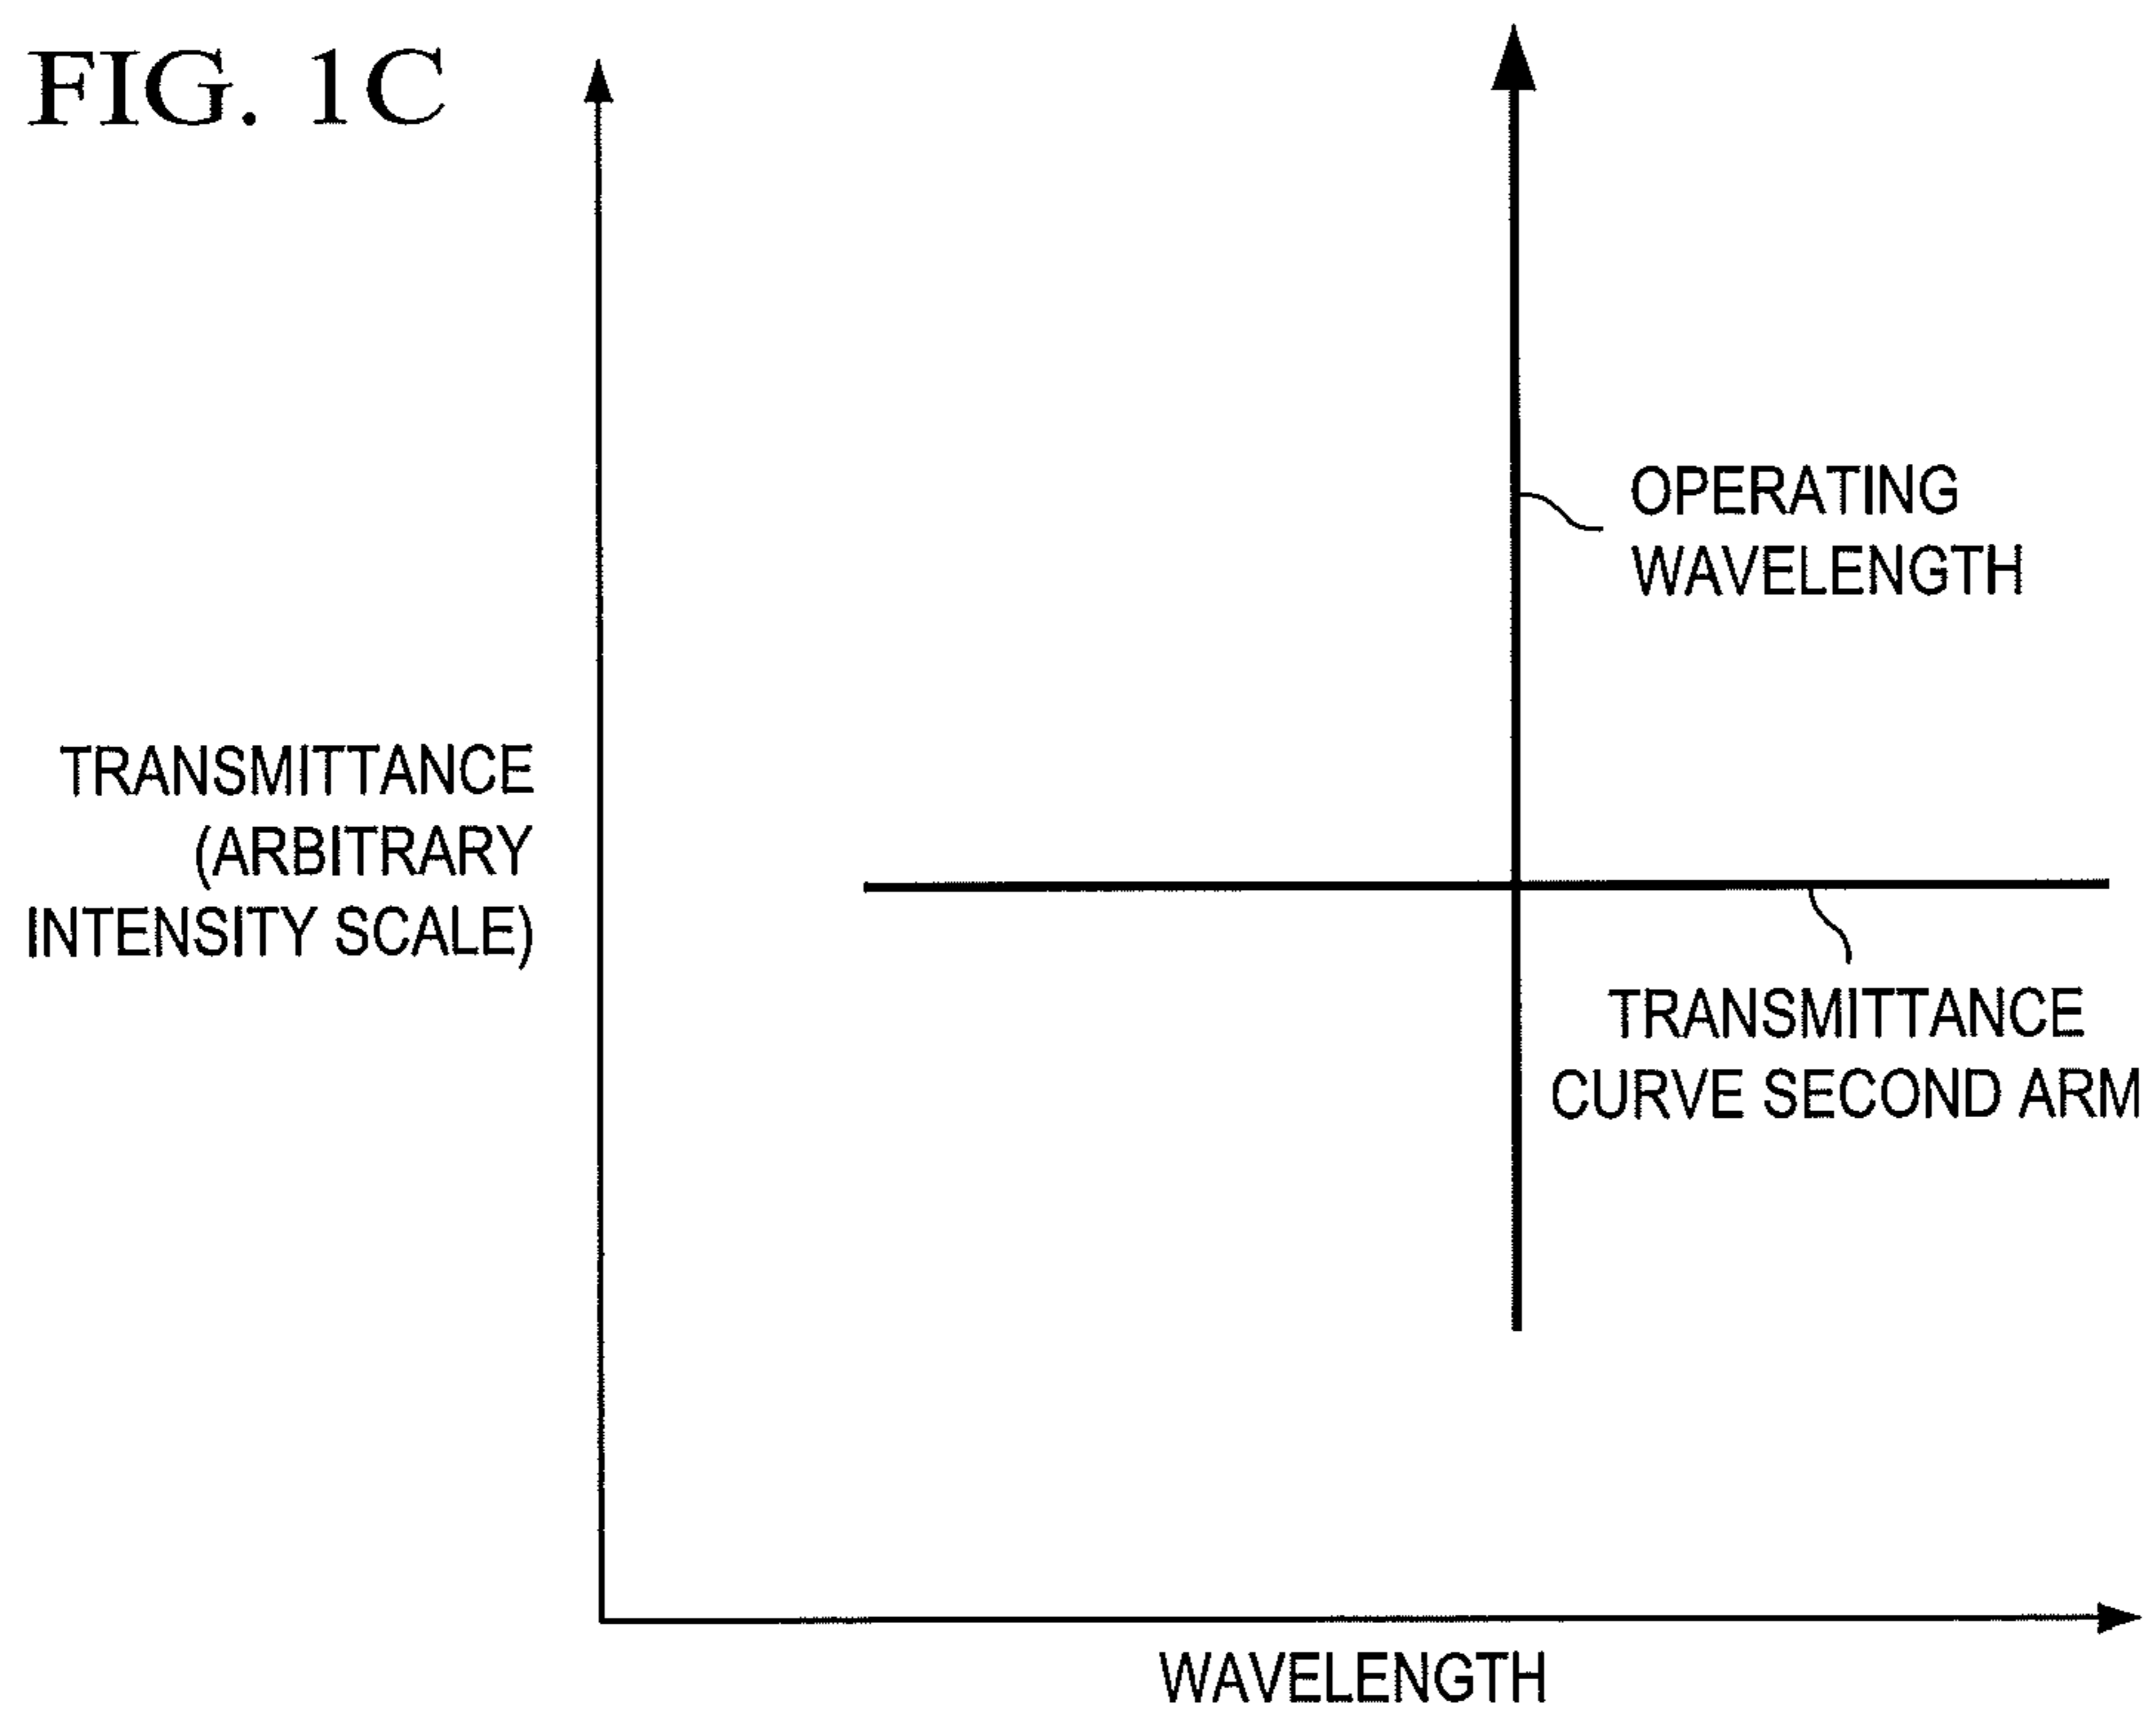 FIG. 1C
OPERATING
WAVELENGTH
TRANSMITTANCE
(ARBITRARY
INTENSITY SCALE)
TRANSMITTANCE
CURVE SECOND ARM
WAVELENGTH